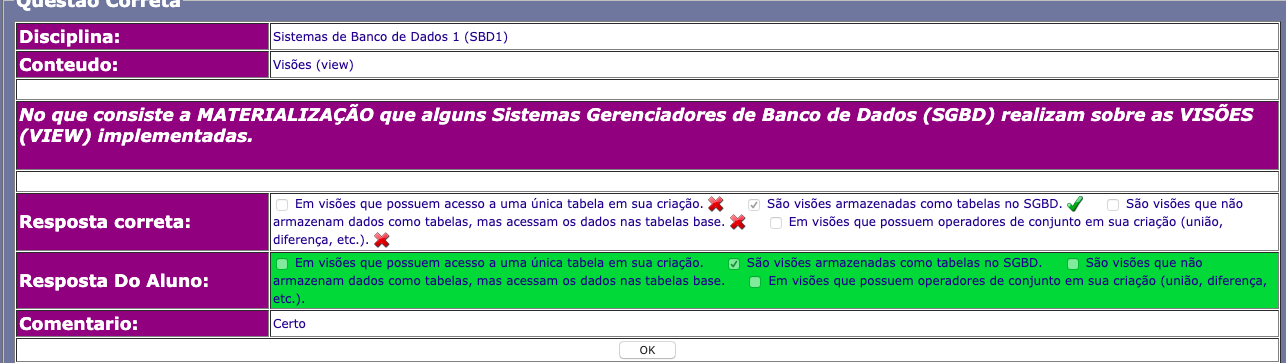 Questão Correta
Disciplina:
Sistemas de Banco de Dados 1 (SBD1)
Conteudo:
Visões (view)
No que consiste a MATERIALIZAÇÃO que alguns Sistemas Gerenciadores de Banco de Dados (SGBD) realizam sobre as VISÕES
(VIEW) implementadas.
Resposta correta:
Em visões que possuem acesso a uma única tabela em sua criação. São visões armazenadas como tabelas no SGBD. São visões que não
armazenam dados como tabelas, mas acessam os dados nas tabelas base. Em visões que possuem operadores de conjunto em sua criação (união,
diferença, etc.).
Resposta Do Aluno:
Em visões que possuem acesso a uma única tabela em sua criação. São visões armazenadas como tabelas no SGBD. São visões que não
armazenam dados como tabelas, mas acessam os dados nas tabelas base. Em visões que possuem operadores de conjunto em sua criação (união, diferença,
etc.).
Comentario:
Certo
OK